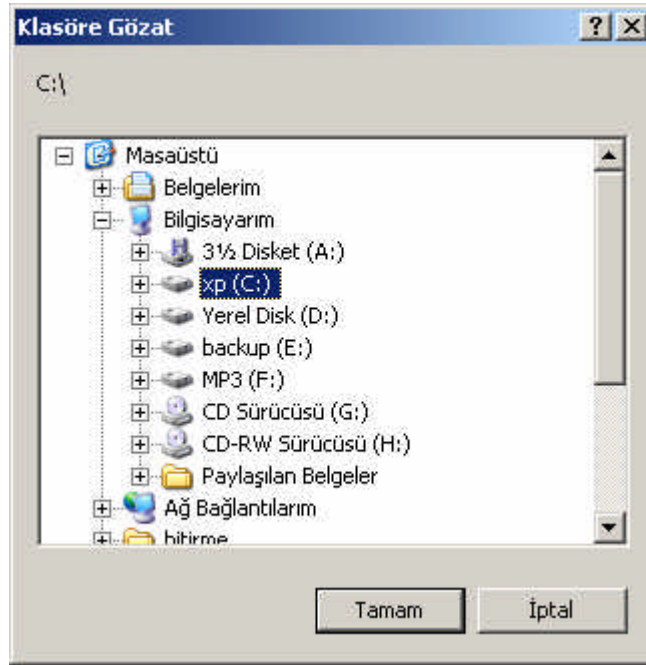 Klasöre Gözat
C:\
Masaüstü
Belgelerim
Bilgisayarım
3½ Disket (A:)
xp (C:)
Yerel Disk (D:)
backup (E:)
MP3 (F:)
CD Sürücüsü (G:)
CD-RW Sürücüsü (H:)
Paylaşılan Belgeler
Ağ Bağlantılarım
bitirme
Tamam İptal